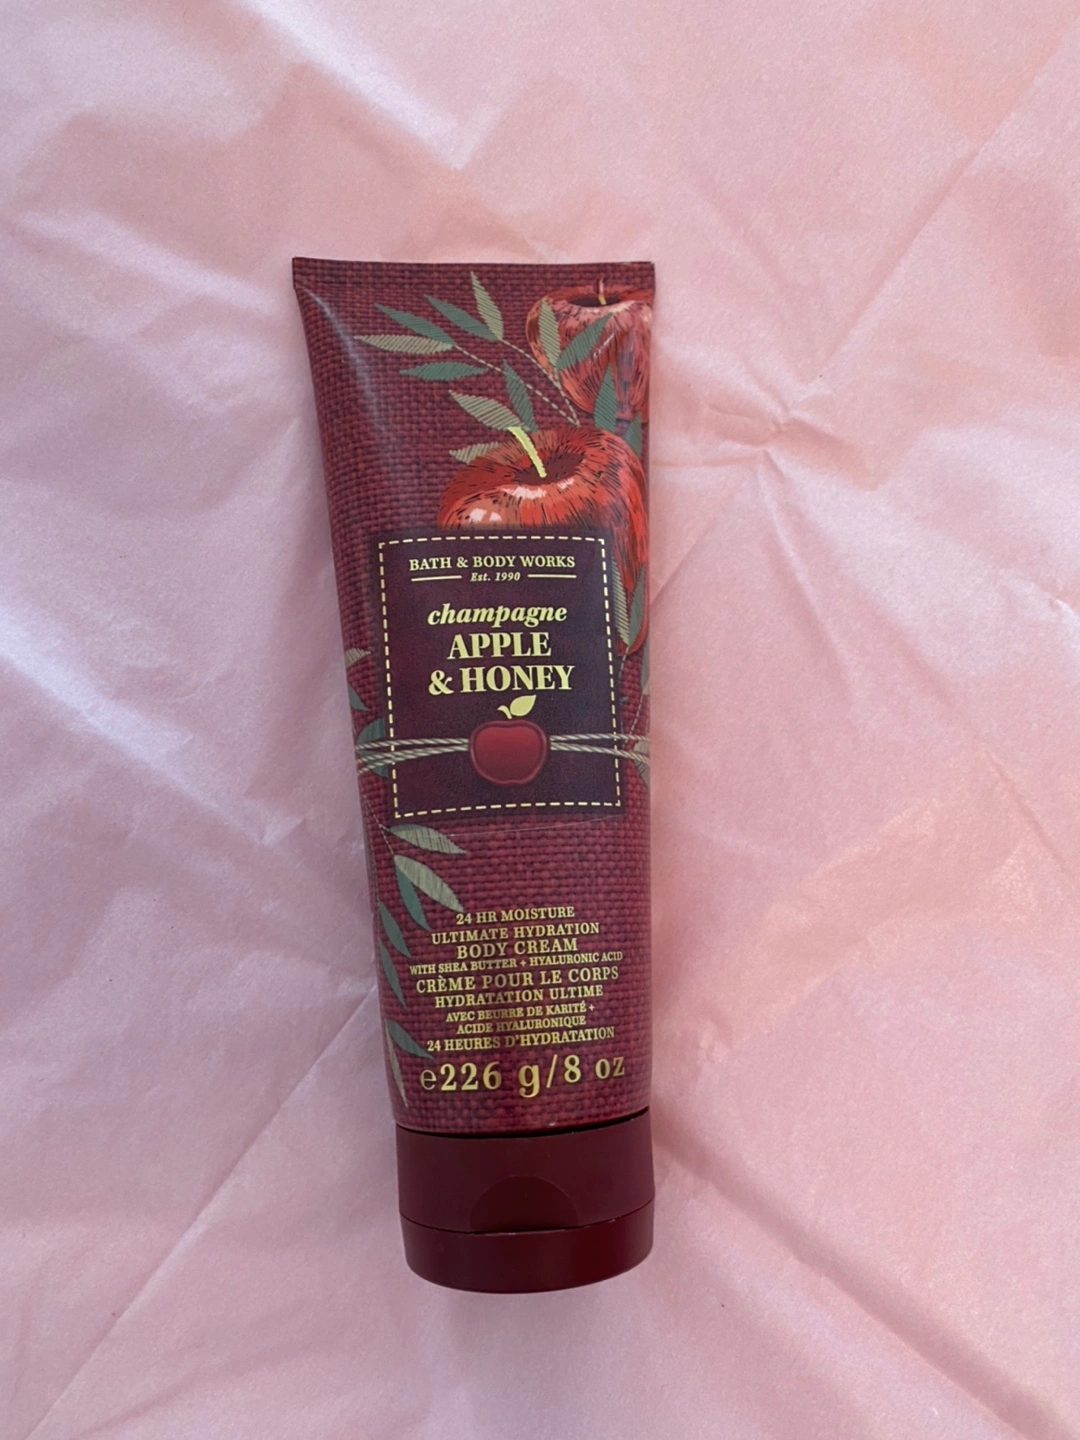 BATH & BODY WORKS
Est. 1990
champagne
APPLE
& HONEY
24 HR MOISTURE
ULTIMATE HYDRATION
BODY CREAM
WITH SHEA BUTTER + HYALURONIC ACID
CRÈME POUR LE CORPS
HYDRATATION ULTIME
AVEC BEURRE DE KARITÉ +
ACIDE HYALURONIQUE
24 HEURES D'HYDRATATION
℮226 g/8 oz